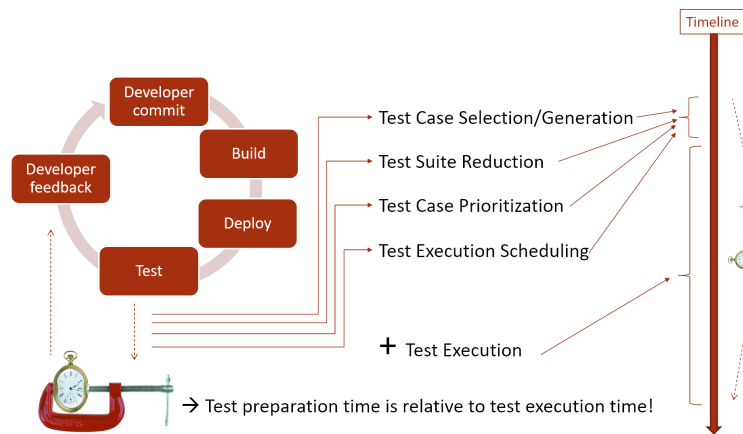 Timeline
Developer
commit
Test Case Selection/Generation
Build
Developer
feedback
Test Suite Reduction
Test Case Prioritization
Deploy
Test Execution Scheduling
Test
+ Test Execution
→ Test preparation time is relative to test execution time!